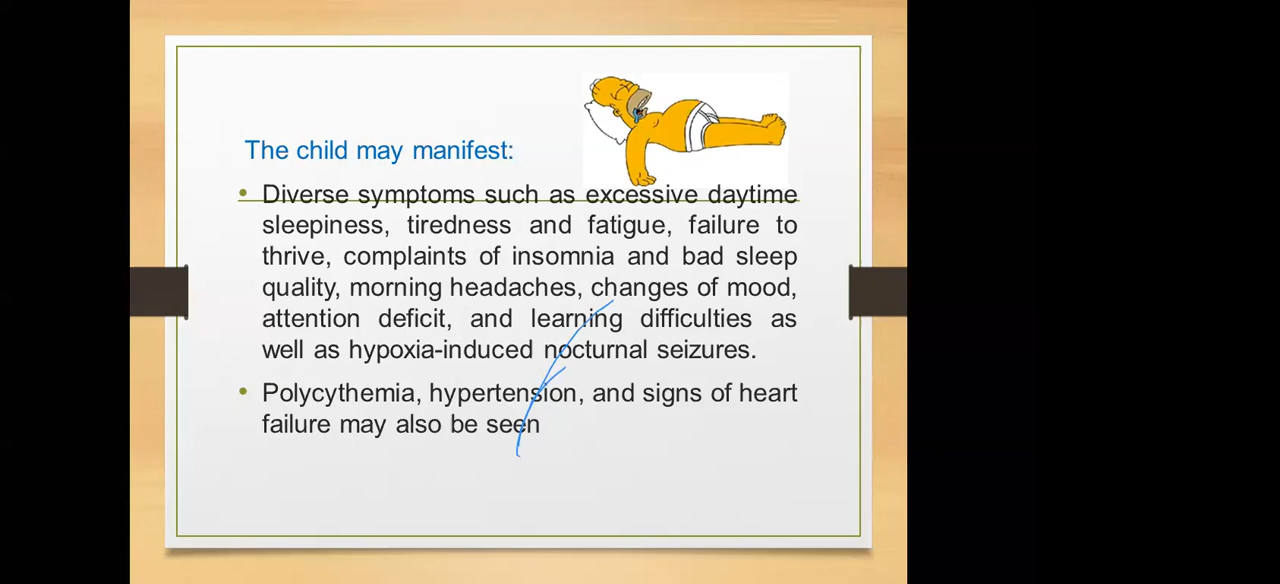 The child may manifest:
• Diverse symptoms such as excessive daytime
sleepiness, tiredness and fatigue, failure to
thrive, complaints of insomnia and bad sleep
quality, morning headaches, changes of mood,
attention deficit, and learning difficulties as
well as hypoxia-induced nocturnal seizures.
• Polycythemia, hypertension, and signs of heart
failure may also be seen